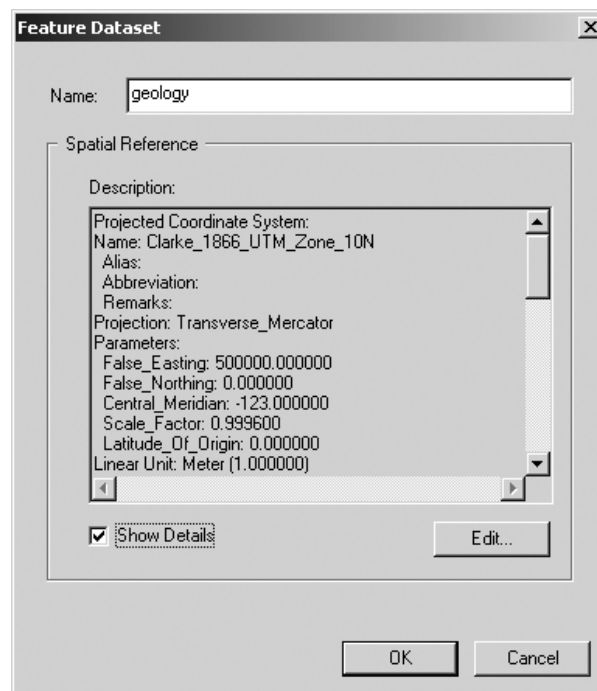 Feature Dataset
Name: geology
Spatial Reference
Description:
Projected Coordinate System:
Name: Clarke_1866_UTM_Zone_10N
Alias:
Abbreviation:
Remarks:
Projection: Transverse_Mercator
Parameters:
False_Easting: 500000.000000
False_Northing: 0.000000
Central_Meridian: -123.000000
Scale_Factor: 0.999600
Latitude_Of_Origin: 0.000000
Linear Unit: Meter (1.000000)
Show Details
Edit...
OK
Cancel